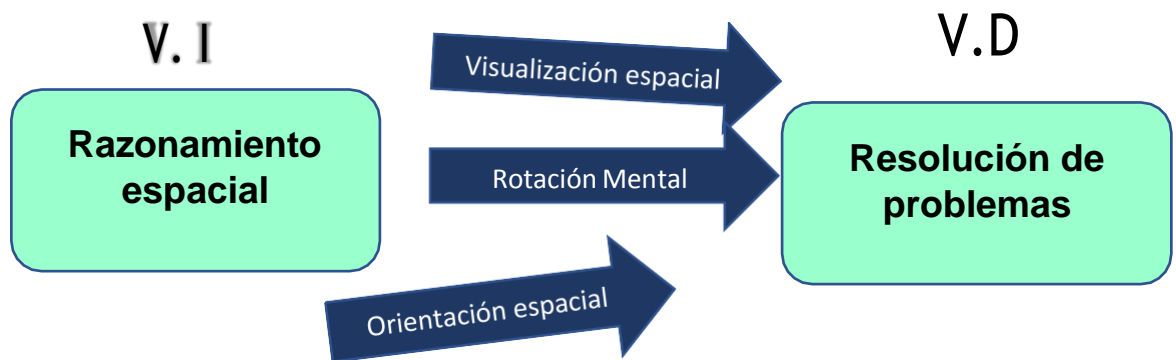 V. I
V.D
Razonamiento
espacial
Visualización espacial
Rotación Mental
Orientación espacial
Resolución de
problemas